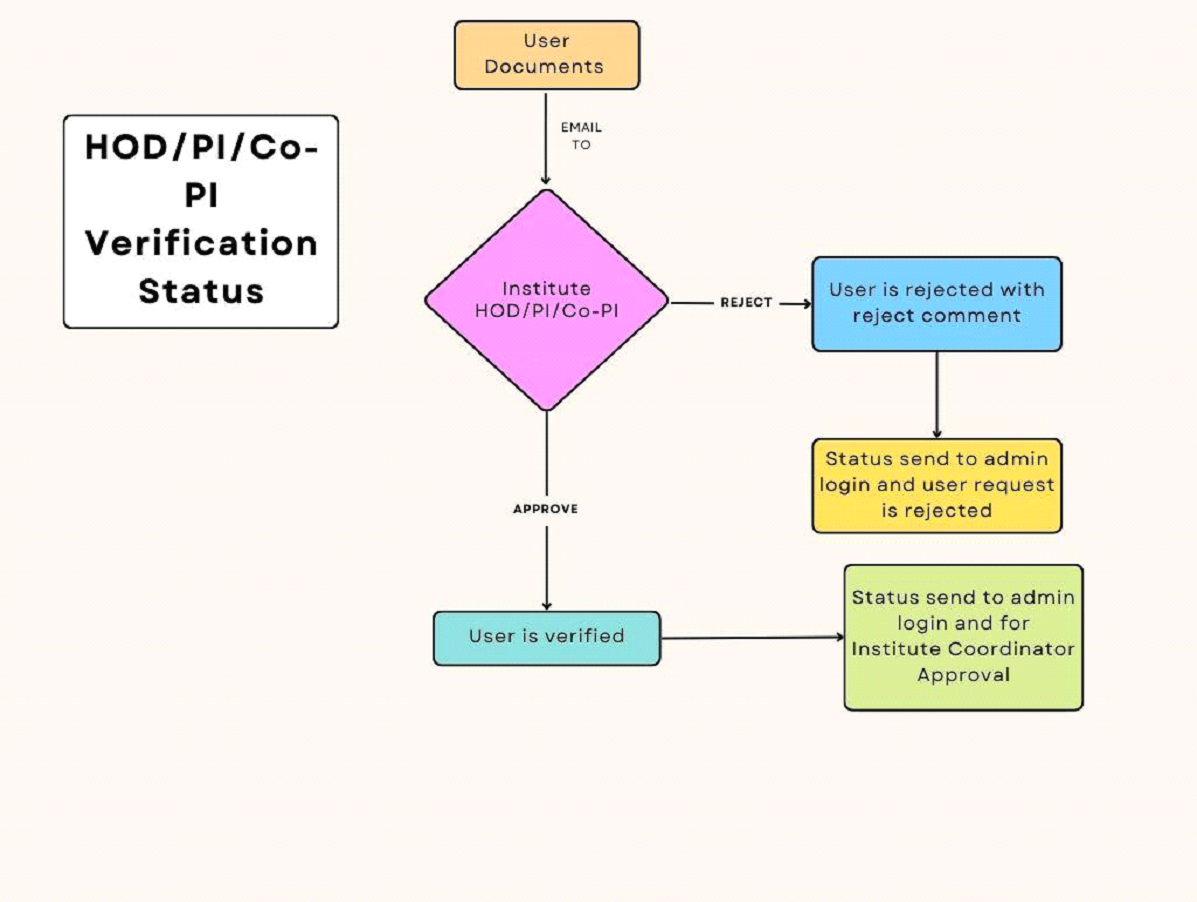 User
Documents
EMAIL
TO
HOD/PI/Co-
PI
Verification
Status
Institute
HOD/PI/Co-PI
REJECT
User is rejected with
reject comment
Status send to admin
login and user request
is rejected
APPROVE
User is verified
Status send to admin
login and for
Institute Coordinator
Approval